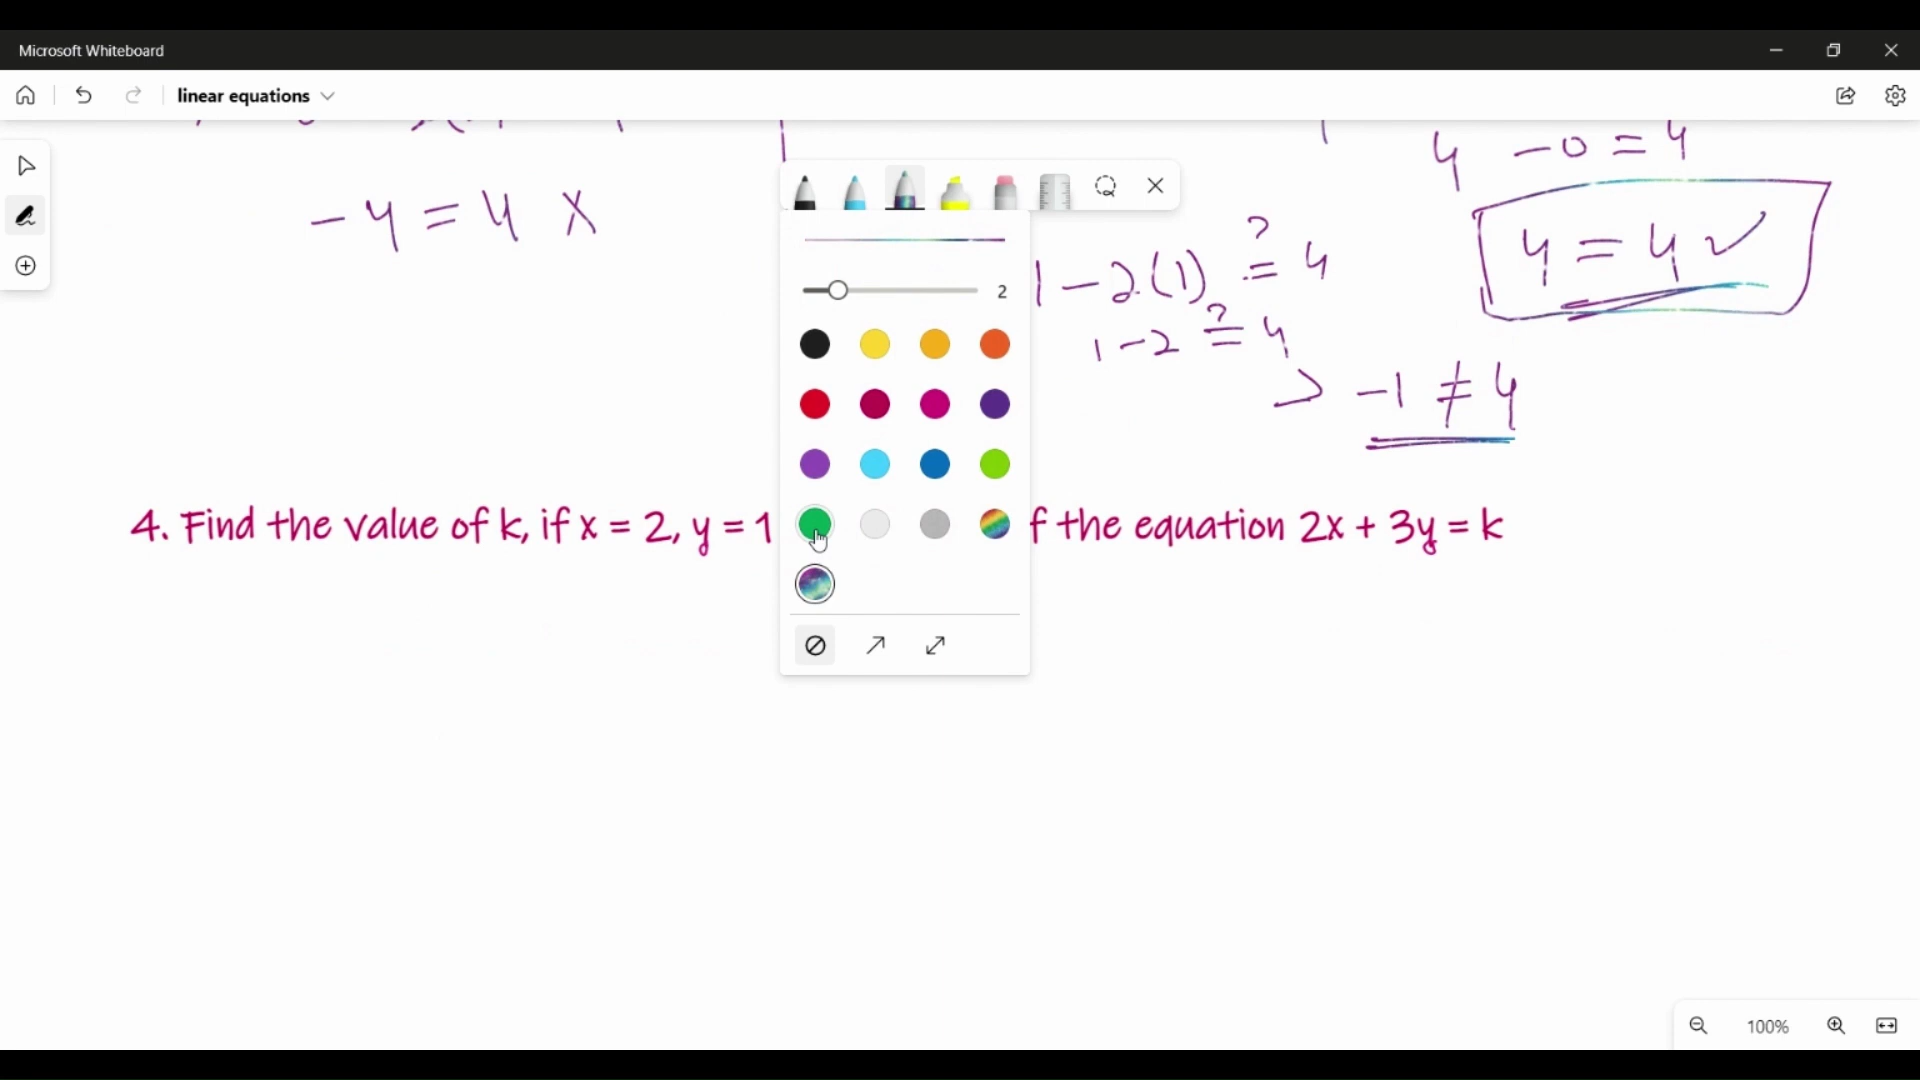 Microsoft Whiteboard
linear equations
4 - 0 = 4
- 4 = 4 X
4 = 4 ✓
1 - 2(1) ?= 4
2
1 - 2 ?= 4
> -1 ≠ 4
4. Find the value of k, if x = 2, y = 1 f the equation 2x + 3y = k
100%